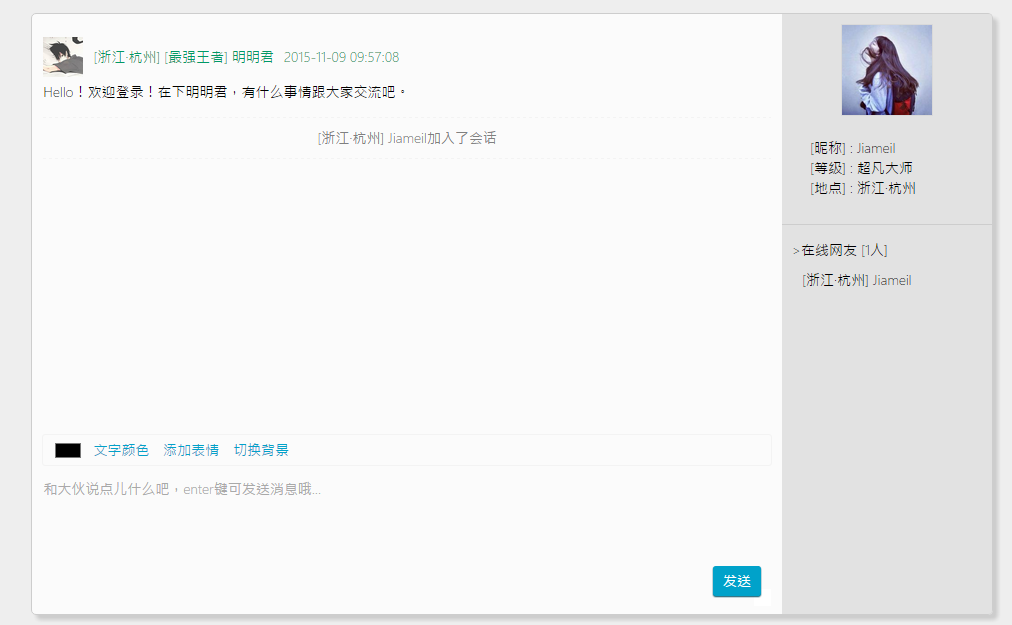 [浙江·杭州] [最强王者] 明明君 2015-11-09 09:57:08
Hello！欢迎登录！在下明明君，有什么事情跟大家交流吧。
[浙江·杭州] Jiameil加入了会话
文字颜色 添加表情 切换背景
和大伙说点儿什么吧，enter键可发送消息哦...
发送
[昵称] : Jiameil
[等级] : 超凡大师
[地点] : 浙江·杭州
>在线网友 [1人]
[浙江·杭州] Jiameil